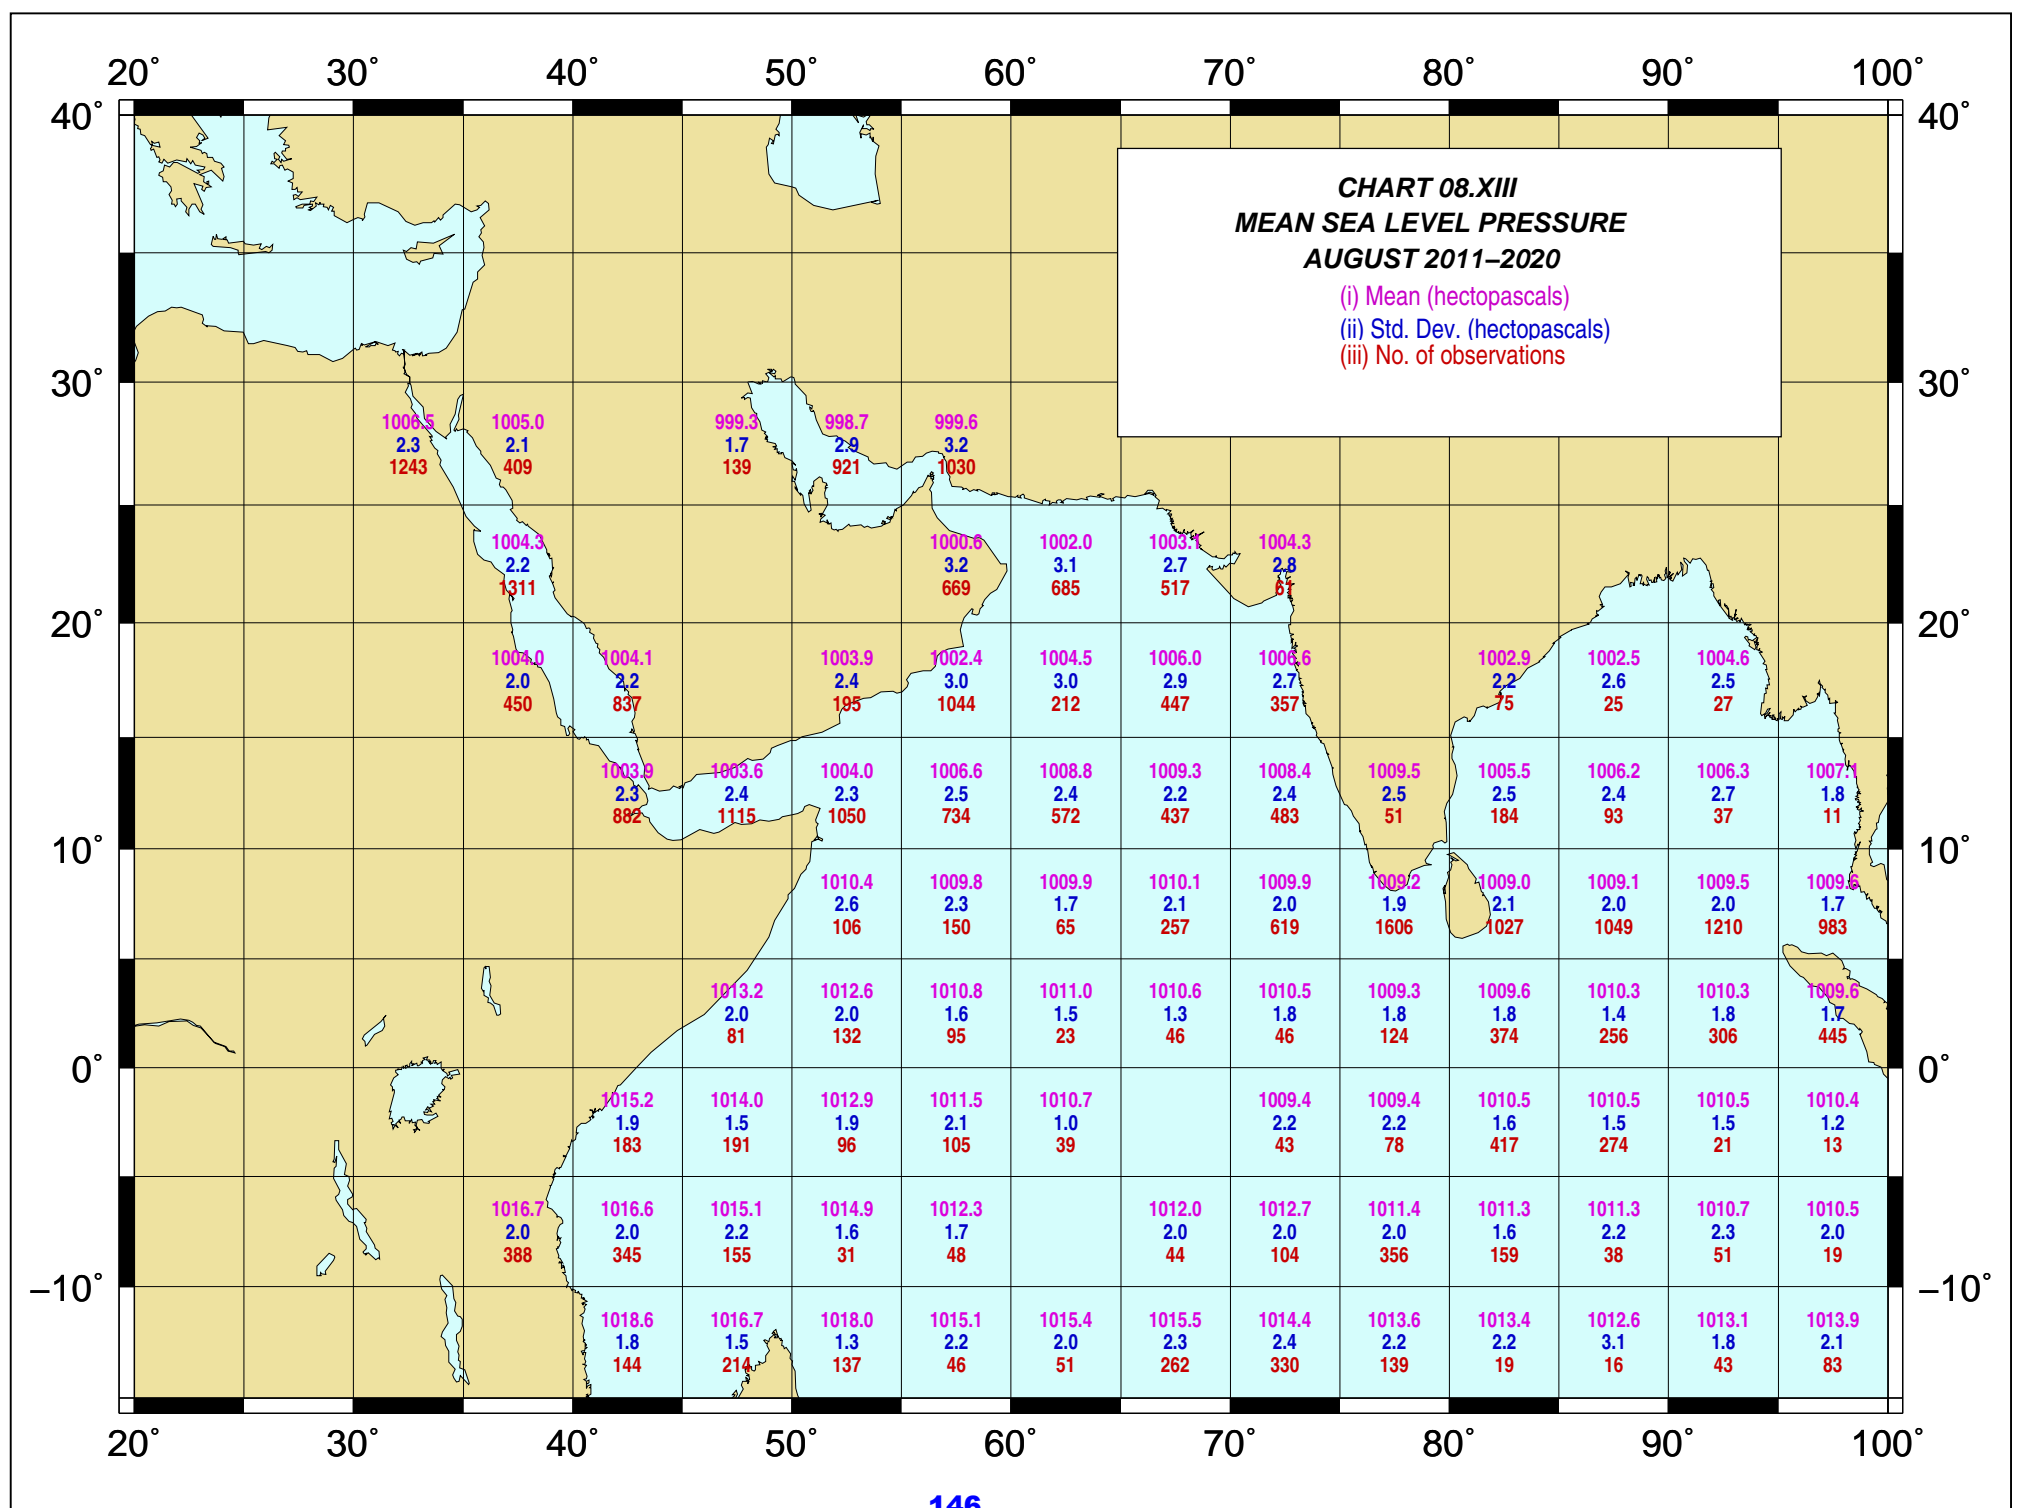 20° 30° 40° 50° 60° 70° 80° 90° 100°
40° 40°
CHART 08.XIII
MEAN SEA LEVEL PRESSURE
AUGUST 2011–2020
(i) Mean (hectopascals)
(ii) Std. Dev. (hectopascals)
(iii) No. of observations
30° 30°
1006.5 1005.0 999.3 998.7 999.6
2.3 2.1 1.7 2.9 3.2
1243 409 139 921 1030
1004.3 1000.6 1002.0 1003.1 1004.3
2.2 3.2 3.1 2.7 2.8
1311 669 685 517 61
20° 20°
1004.0 1004.1 1003.9 1002.4 1004.5 1006.0 1006.6 1002.9 1002.5 1004.6
2.0 2.2 2.4 3.0 3.0 2.9 2.7 2.2 2.6 2.5
450 837 195 1044 212 447 357 75 25 27
1003.9 1003.6 1004.0 1006.6 1008.8 1009.3 1008.4 1009.5 1005.5 1006.2 1006.3 1007.1
2.3 2.4 2.3 2.5 2.4 2.2 2.4 2.5 2.5 2.4 2.7 1.8
882 1115 1050 734 572 437 483 51 184 93 37 11
10° 10°
1010.4 1009.8 1009.9 1010.1 1009.9 1009.2 1009.0 1009.1 1009.5 1009.6
2.6 2.3 1.7 2.1 2.0 1.9 2.1 2.0 2.0 1.7
106 150 65 257 619 1606 1027 1049 1210 983
1013.2 1012.6 1010.8 1011.0 1010.6 1010.5 1009.3 1009.6 1010.3 1010.3 1009.6
2.0 2.0 1.6 1.5 1.3 1.8 1.8 1.8 1.4 1.8 1.7
81 132 95 23 46 46 124 374 256 306 445
0° 0°
1015.2 1014.0 1012.9 1011.5 1010.7 1009.4 1009.4 1010.5 1010.5 1010.5 1010.4
1.9 1.5 1.9 2.1 1.0 2.2 2.2 1.6 1.5 1.5 1.2
183 191 96 105 39 43 78 417 274 21 13
1016.7 1016.6 1015.1 1014.9 1012.3 1012.0 1012.7 1011.4 1011.3 1011.3 1010.7 1010.5
2.0 2.0 2.2 1.6 1.7 2.0 2.0 2.0 1.6 2.2 2.3 2.0
388 345 155 31 48 44 104 356 159 38 51 19
–10° –10°
1018.6 1016.7 1018.0 1015.1 1015.4 1015.5 1014.4 1013.6 1013.4 1012.6 1013.1 1013.9
1.8 1.5 1.3 2.2 2.0 2.3 2.4 2.2 2.2 3.1 1.8 2.1
144 214 137 46 51 262 330 139 19 16 43 83
20° 30° 40° 50° 60° 70° 80° 90° 100°
146